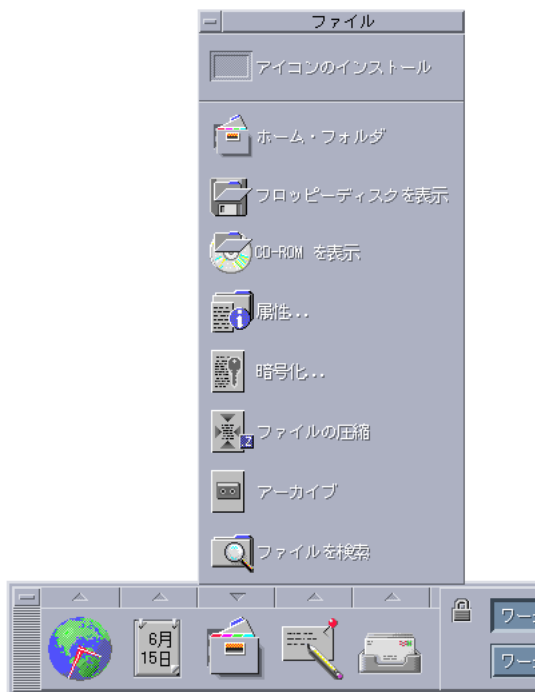 ファイル
アイコンのインストール
ホーム・フォルダ
フロッピーディスクを表示
CD-ROM を表示
属性...
暗号化...
ファイルの圧縮
.Z
アーカイブ
ファイルを検索
6月
15日